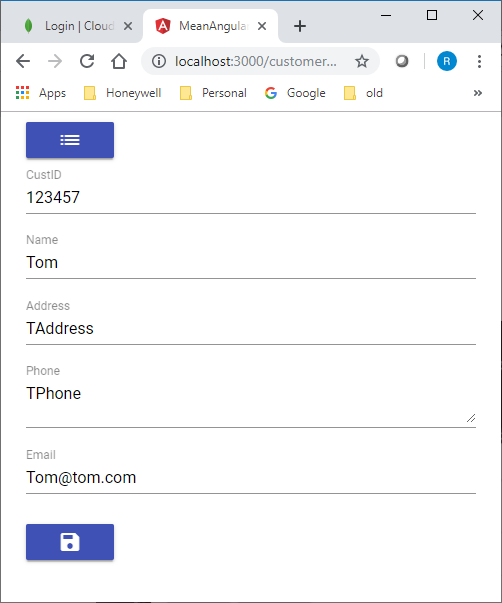 Login | Cloud
MeanAngular
localhost:3000/customer...
R
Apps
Honeywell
Personal
G
Google
old
CustID
123457
Name
Tom
Address
TAddress
Phone
TPhone
Email
Tom@tom.com